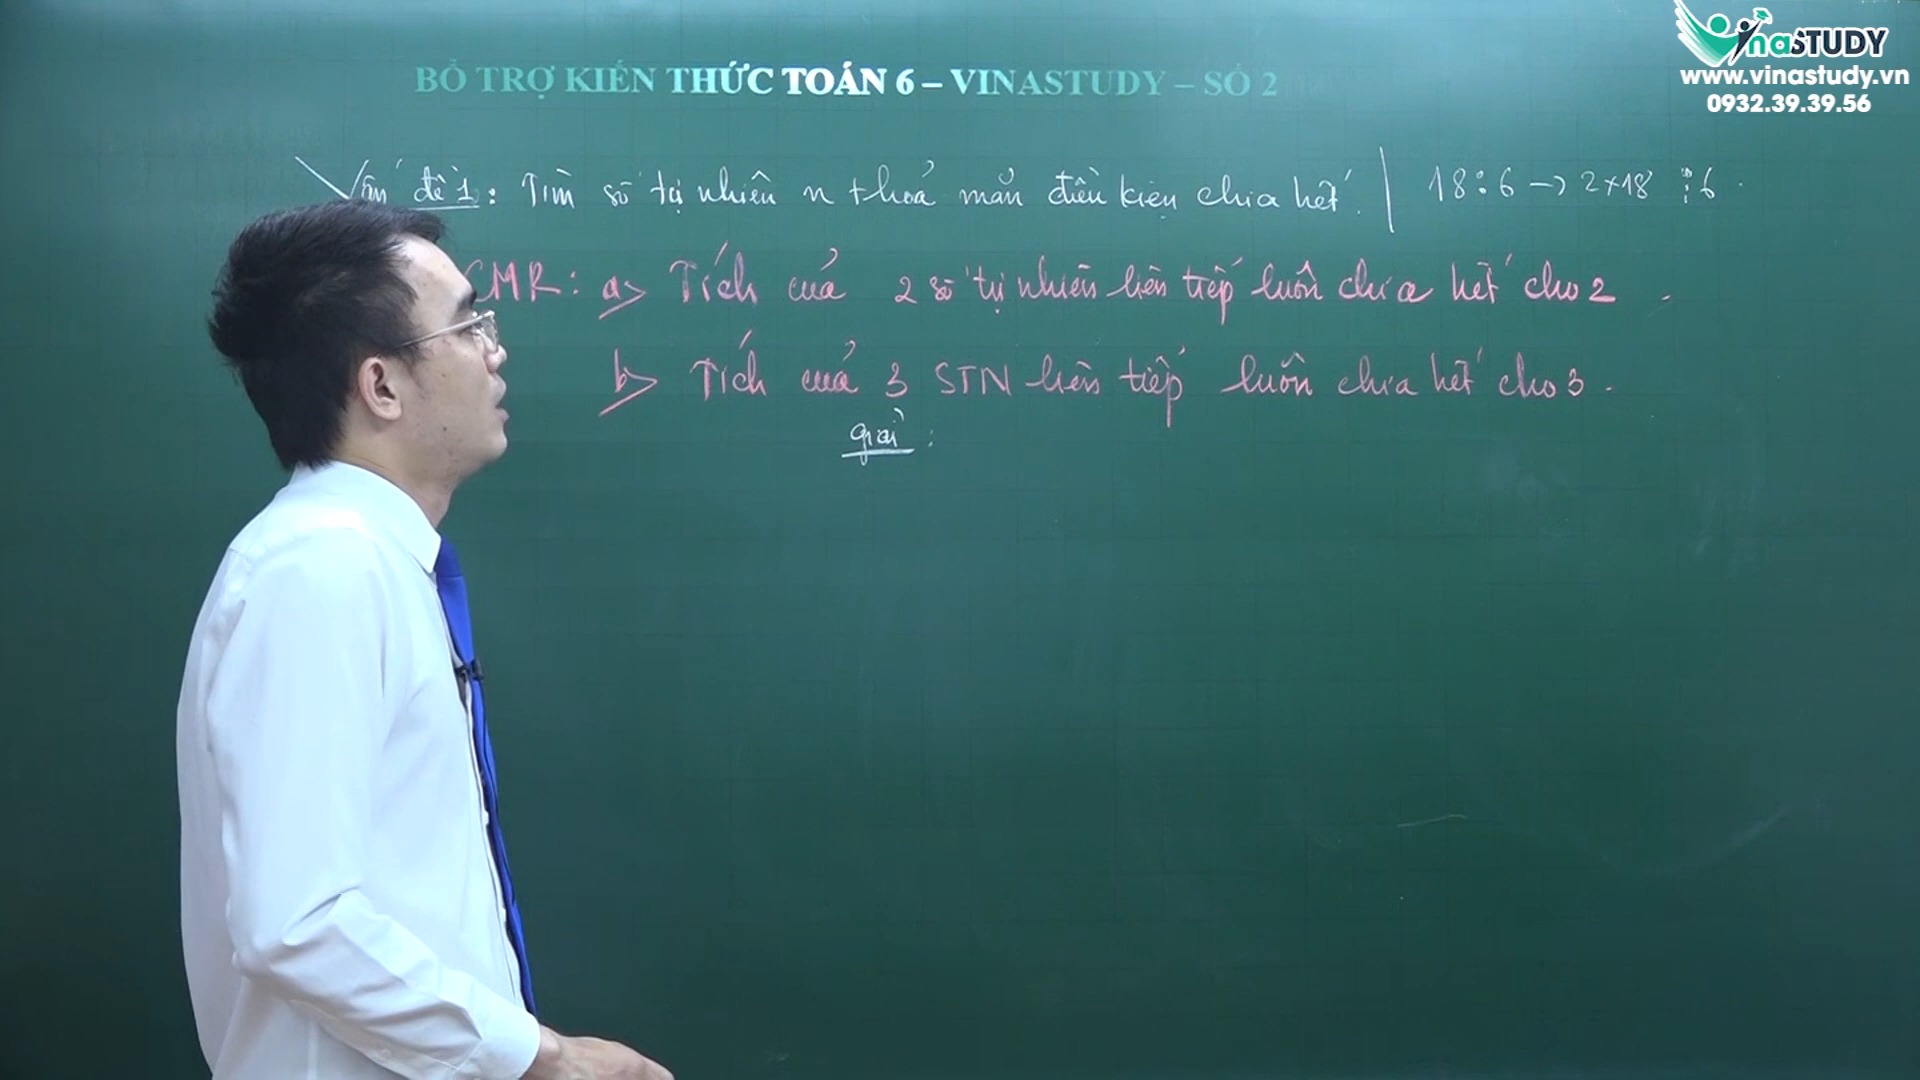 VinaSTUDY
www.vinastudy.vn
0932.39.39.56
BỔ TRỢ KIẾN THỨC TOÁN 6 – VINASTUDY – SỐ 2
Vấn đề 1: Tìm số tự nhiên n thoả mãn điều kiện chia hết. | 18⋮6 → 2×18 ⋮6.
CMR: a> Tích của 2 số tự nhiên liên tiếp luôn chia hết cho 2.
b> Tích của 3 STN liên tiếp luôn chia hết cho 3.
giải: